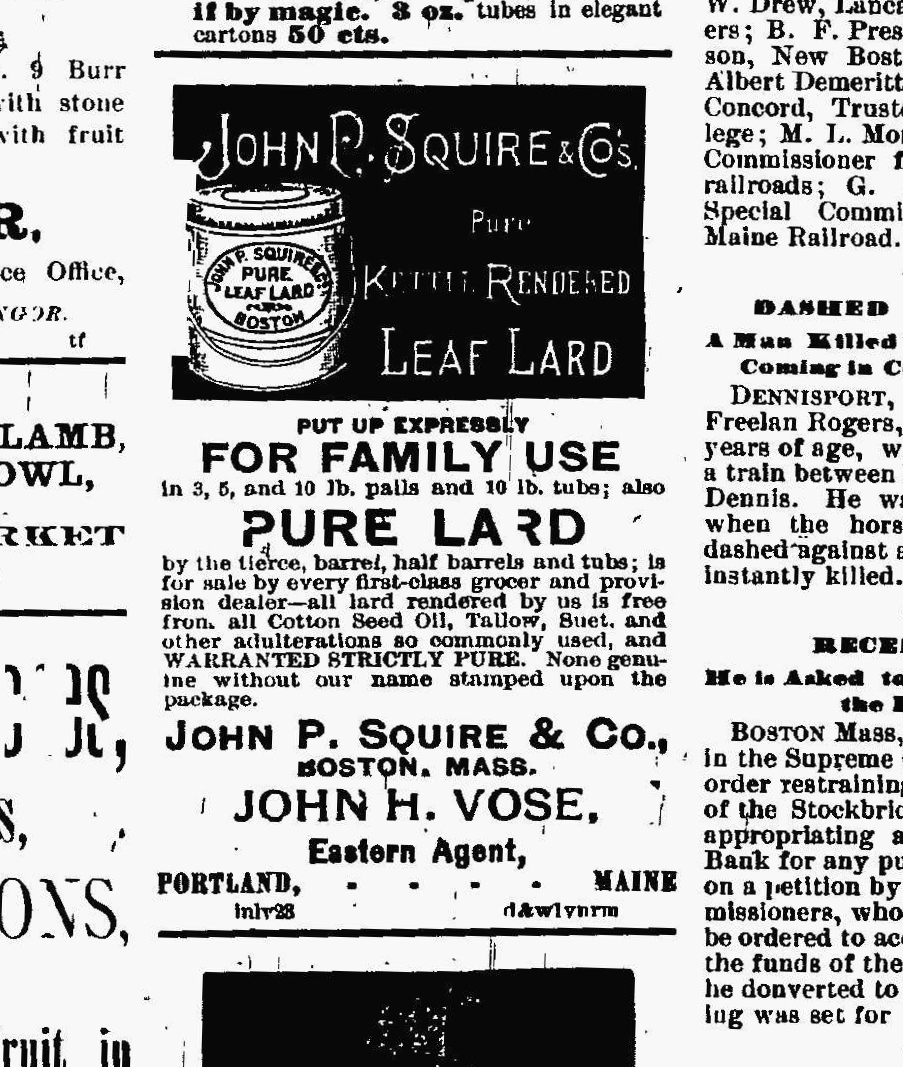 if by magic. 3 oz. tubes in elegant
cartons 50 cts.
JOHN P. SQUIRE & CO'S.
Pure
KETTLE RENDERED
LEAF LARD
JOHN P. SQUIRE & CO.
PURE
LEAF LARD
BOSTON
PUT UP EXPRESSLY
FOR FAMILY USE
in 3, 5, and 10 lb. pails and 10 lb. tubs; also
PURE LARD
by the tierce, barrel, half barrels and tubs; is
for sale by every first-class grocer and provi-
sion dealer—all lard rendered by us is free
from all Cotton Seed Oil, Tallow, Suet, and
other adulterations so commonly used, and
WARRANTED STRICTLY PURE. None genu-
ine without our name stamped upon the
package.
JOHN P. SQUIRE & CO.,
BOSTON, MASS.
JOHN H. VOSE,
Eastern Agent,
PORTLAND, - - - - MAINE
d&w1ynrm
9 Burr
with stone
with fruit
R,
ce Office,
tf
LAMB,
OWL,
RKET
S,
ONS,
ruit in
W. Drew, Lanca
ers; B. F. Pres
son, New Bost
Albert Demeritt
Concord, Truste
lege; M. L. Mor
Commissioner f
railroads; G.
Special Commi
Maine Railroad.
DASHED
A Man Killed
Coming in C
DENNISPORT,
Freelan Rogers,
years of age, w
a train between
Dennis. He wa
when the hors
dashed against a
instantly killed.
RECE
He is Asked to
the
BOSTON Mass,
in the Supreme
order restraining
of the Stockbric
appropriating a
Bank for any pu
on a petition by
missioners, who
be ordered to acc
the funds of the
he donverted to
ing was set for